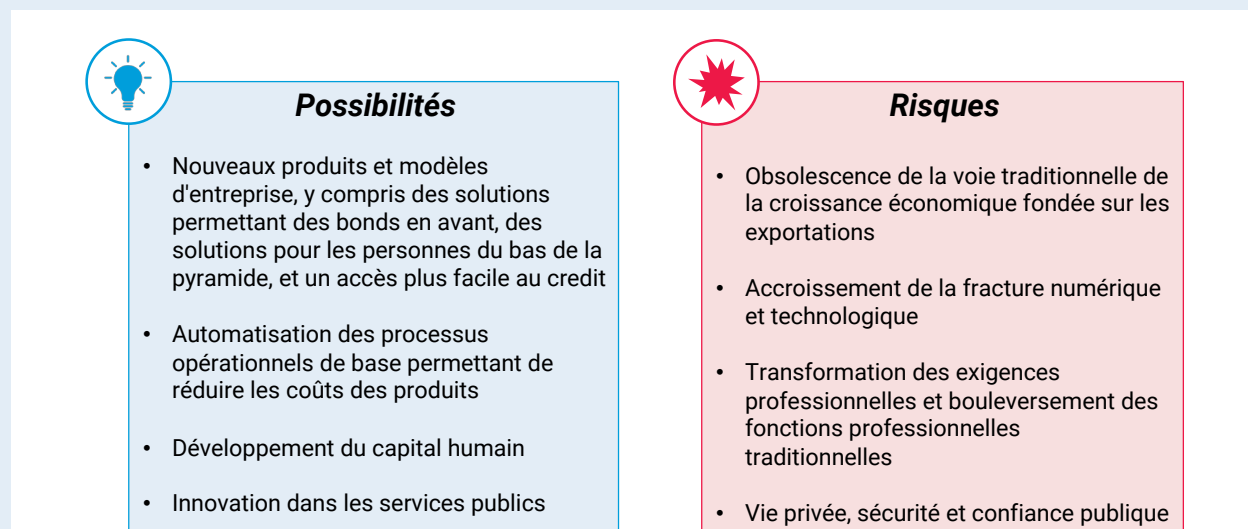 Possibilités
• Nouveaux produits et modèles
d'entreprise, y compris des solutions
permettant des bonds en avant, des
solutions pour les personnes du bas de la
pyramide, et un accès plus facile au credit
• Automatisation des processus
opérationnels de base permettant de
réduire les coûts des produits
• Développement du capital humain
• Innovation dans les services publics
Risques
• Obsolescence de la voie traditionnelle de
la croissance économique fondée sur les
exportations
• Accroissement de la fracture numérique
et technologique
• Transformation des exigences
professionnelles et bouleversement des
fonctions professionnelles
traditionnelles
• Vie privée, sécurité et confiance publique